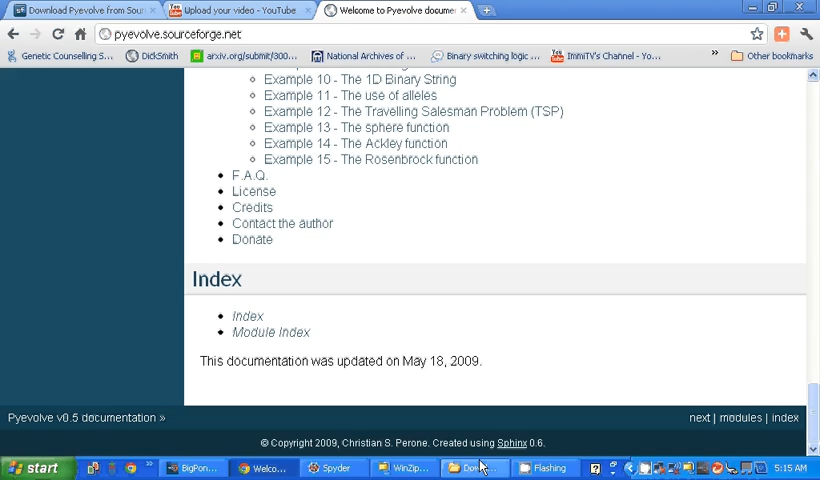 Download Pyevolve from Sour
Upload your video - YouTube
Welcome to Pyevolve docume
pyevolve.sourceforge.net
Genetic Counselling S...
DickSmith
arxiv.org/submit/300...
National Archives of
Binary switching logic ...
ImmiTV's Channel - Yo...
Other bookmarks
Example 10 - The 1D Binary String
Example 11 - The use of alleles
Example 12 - The Travelling Salesman Problem (TSP)
Example 13 - The sphere function
Example 14 - The Ackley function
Example 15 - The Rosenbrock function
F.A.Q.
License
Credits
Contact the author
Donate
Index
Index
Module Index
This documentation was updated on May 18, 2009.
Pyevolve v0.5 documentation »
next | modules | index
© Copyright 2009, Christian S. Perone. Created using Sphinx 0.6.
start
BigPon...
Welco...
Spyder
WinZip...
Flashing
5:15 AM